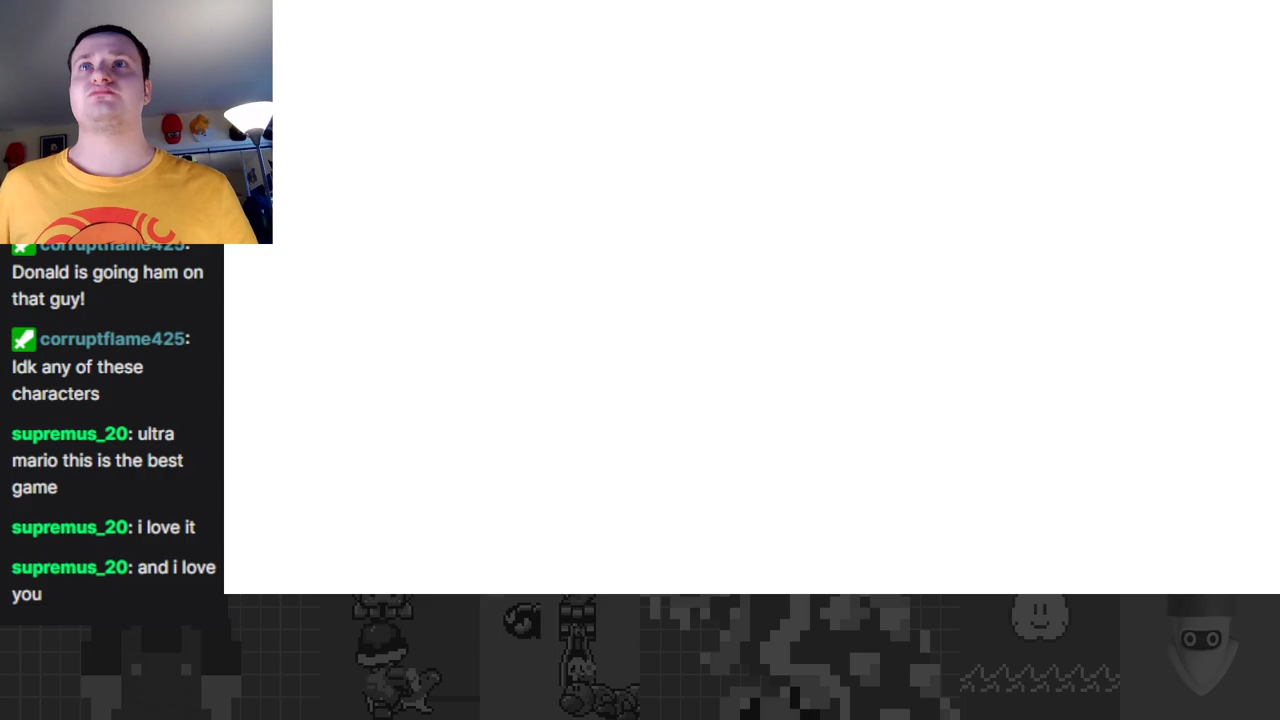 corruptflame425:
Donald is going ham on
that guy!
corruptflame425:
Idk any of these
characters
supremus_20: ultra
mario this is the best
game
supremus_20: i love it
supremus_20: and i love
you